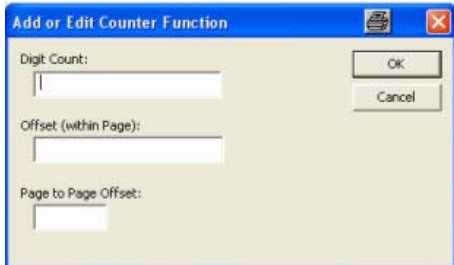 Add or Edit Counter Function
Digit Count:
OK
Cancel
Offset (within Page):
Page to Page Offset: